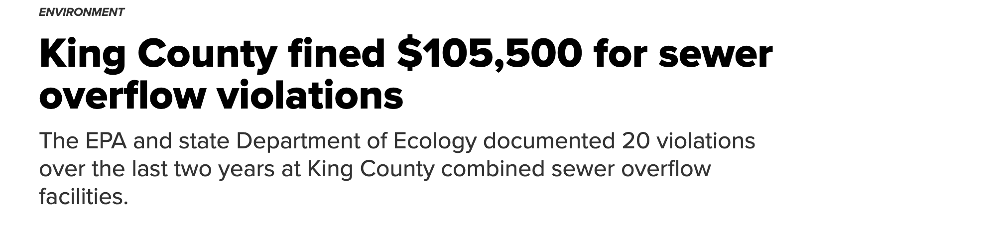 ENVIRONMENT
King County fined $105,500 for sewer
overflow violations
The EPA and state Department of Ecology documented 20 violations
over the last two years at King County combined sewer overflow
facilities.